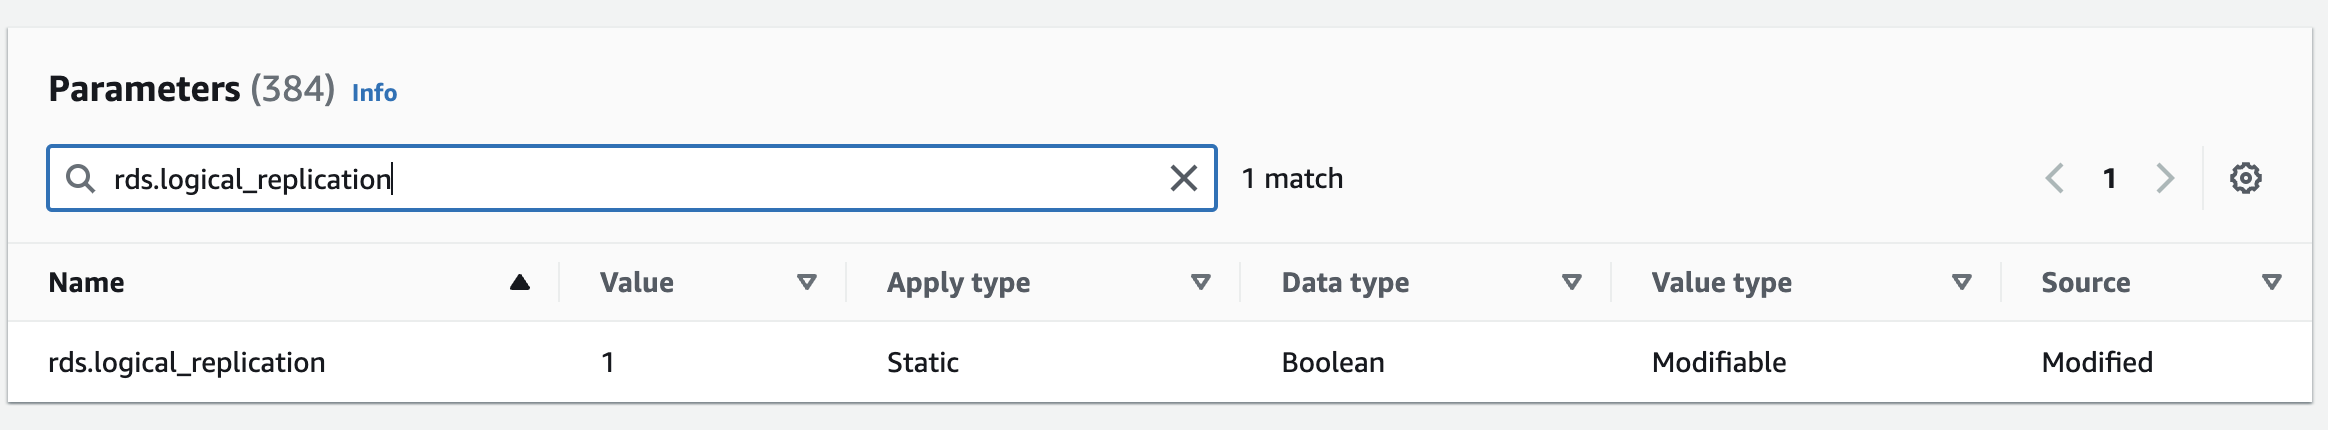 Parameters (384) Info
rds.logical_replication 1 match 1
Name Value Apply type Data type Value type Source
rds.logical_replication 1 Static Boolean Modifiable Modified